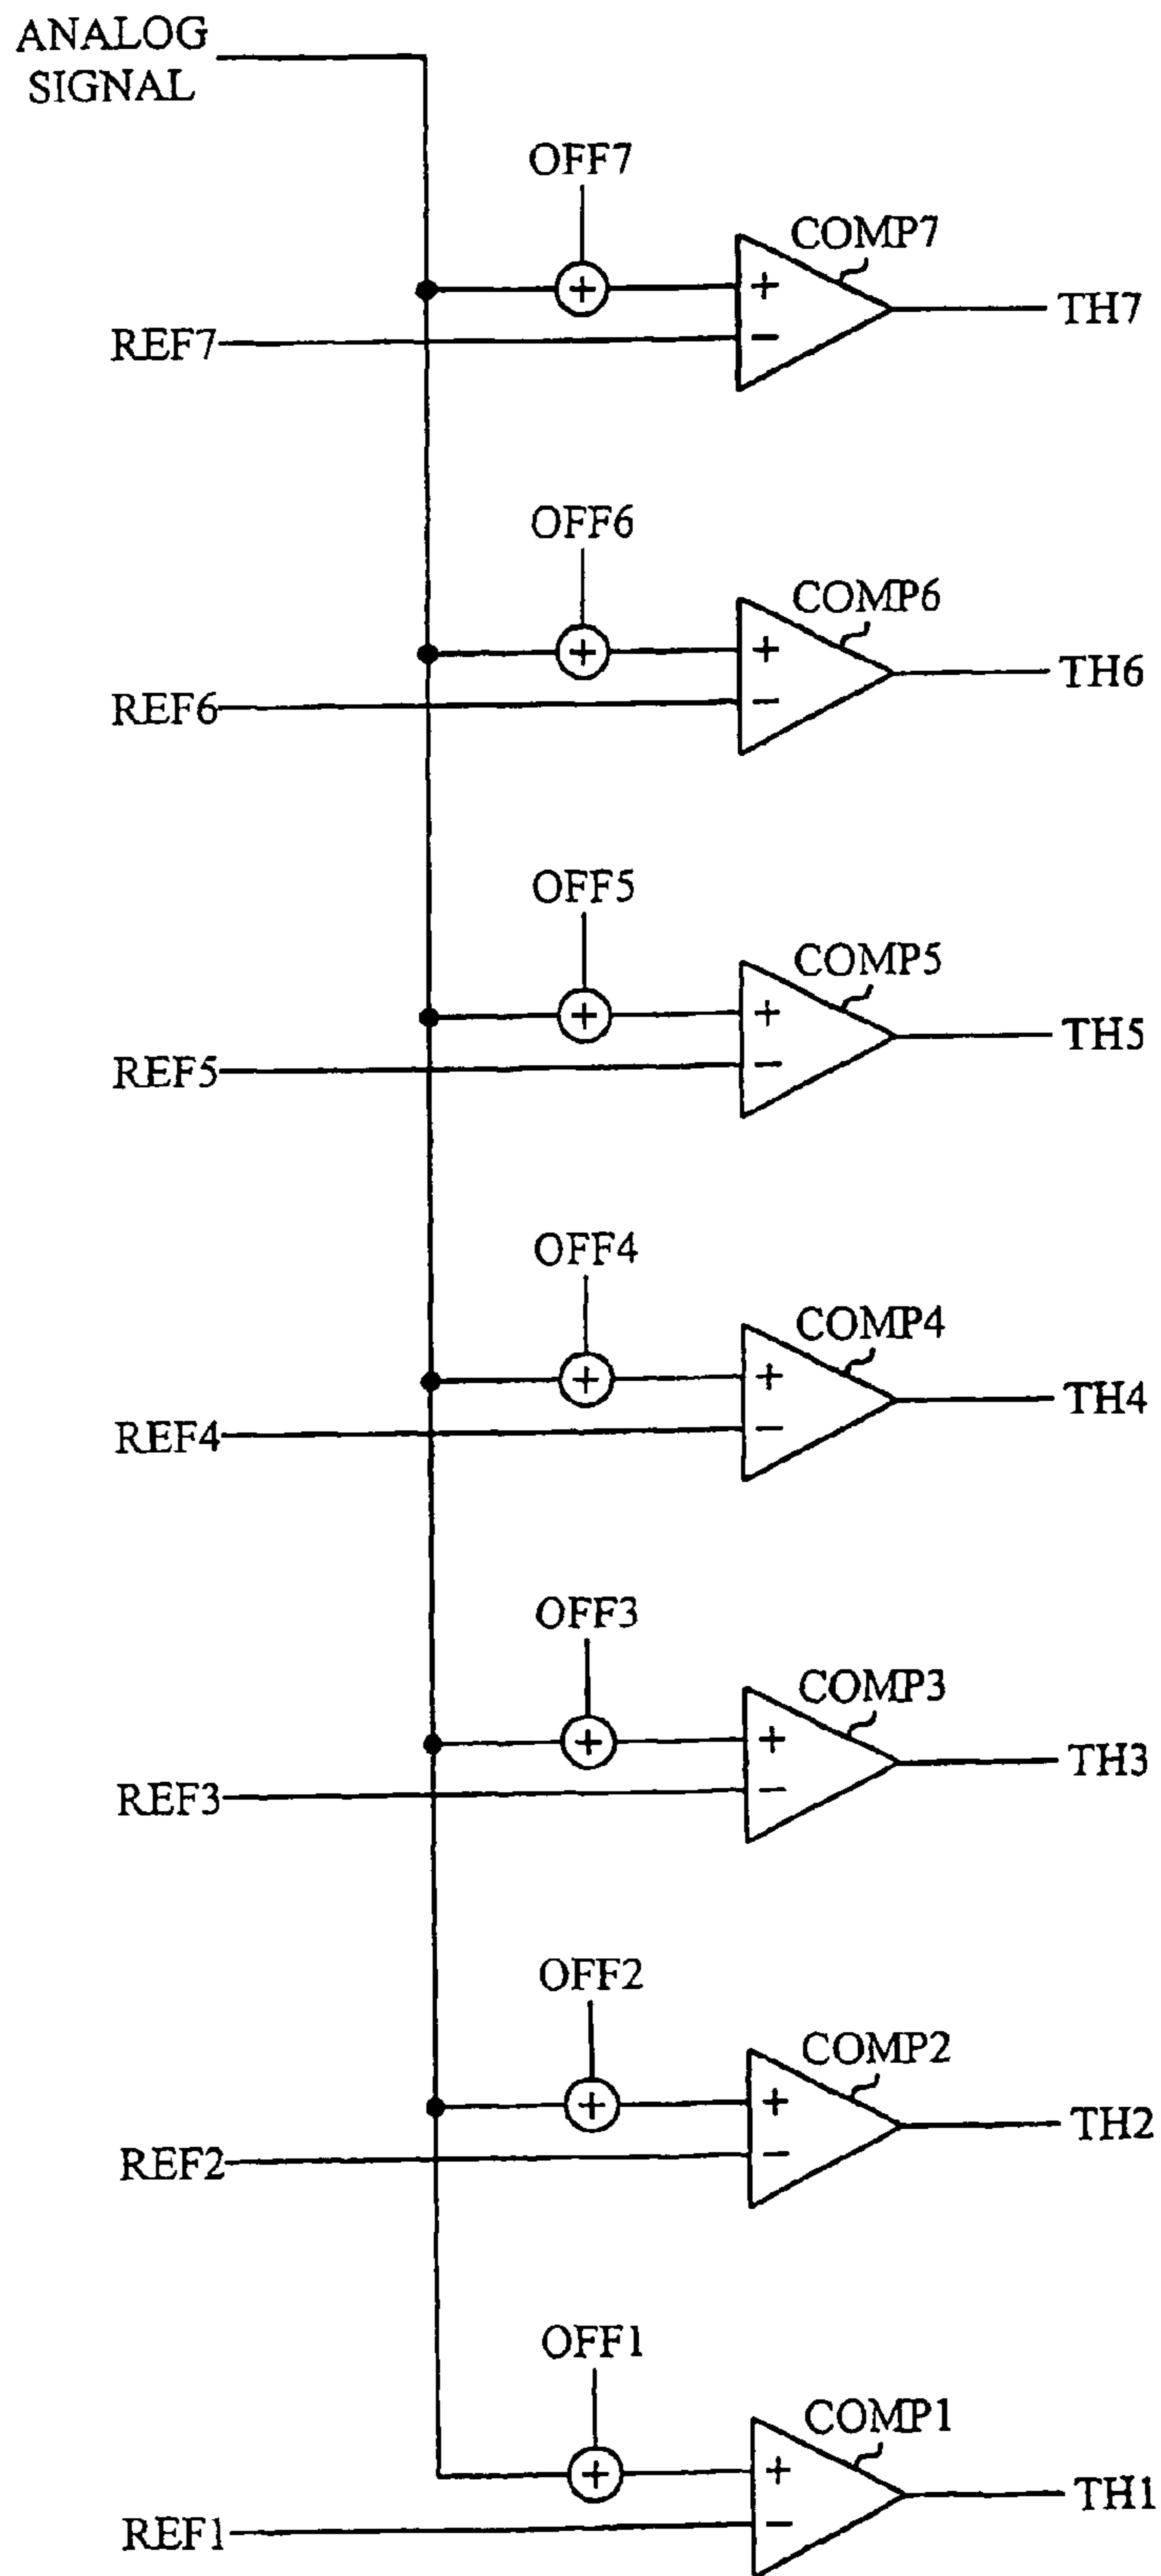 ANALOG
SIGNAL
OFF7
COMP7
+
+
TH7
REF7
−
OFF6
COMP6
+
+
TH6
REF6
−
OFF5
COMP5
+
+
TH5
REF5
−
OFF4
COMP4
+
+
TH4
REF4
−
OFF3
COMP3
+
+
TH3
REF3
−
OFF2
COMP2
+
+
TH2
REF2
−
OFF1
COMP1
+
+
TH1
REF1
−